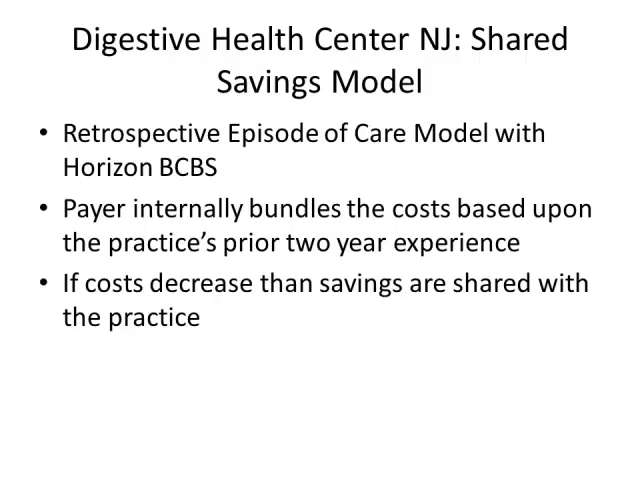 Digestive Health Center NJ: Shared
Savings Model
• Retrospective Episode of Care Model with
Horizon BCBS
• Payer internally bundles the costs based upon
the practice’s prior two year experience
• If costs decrease than savings are shared with
the practice